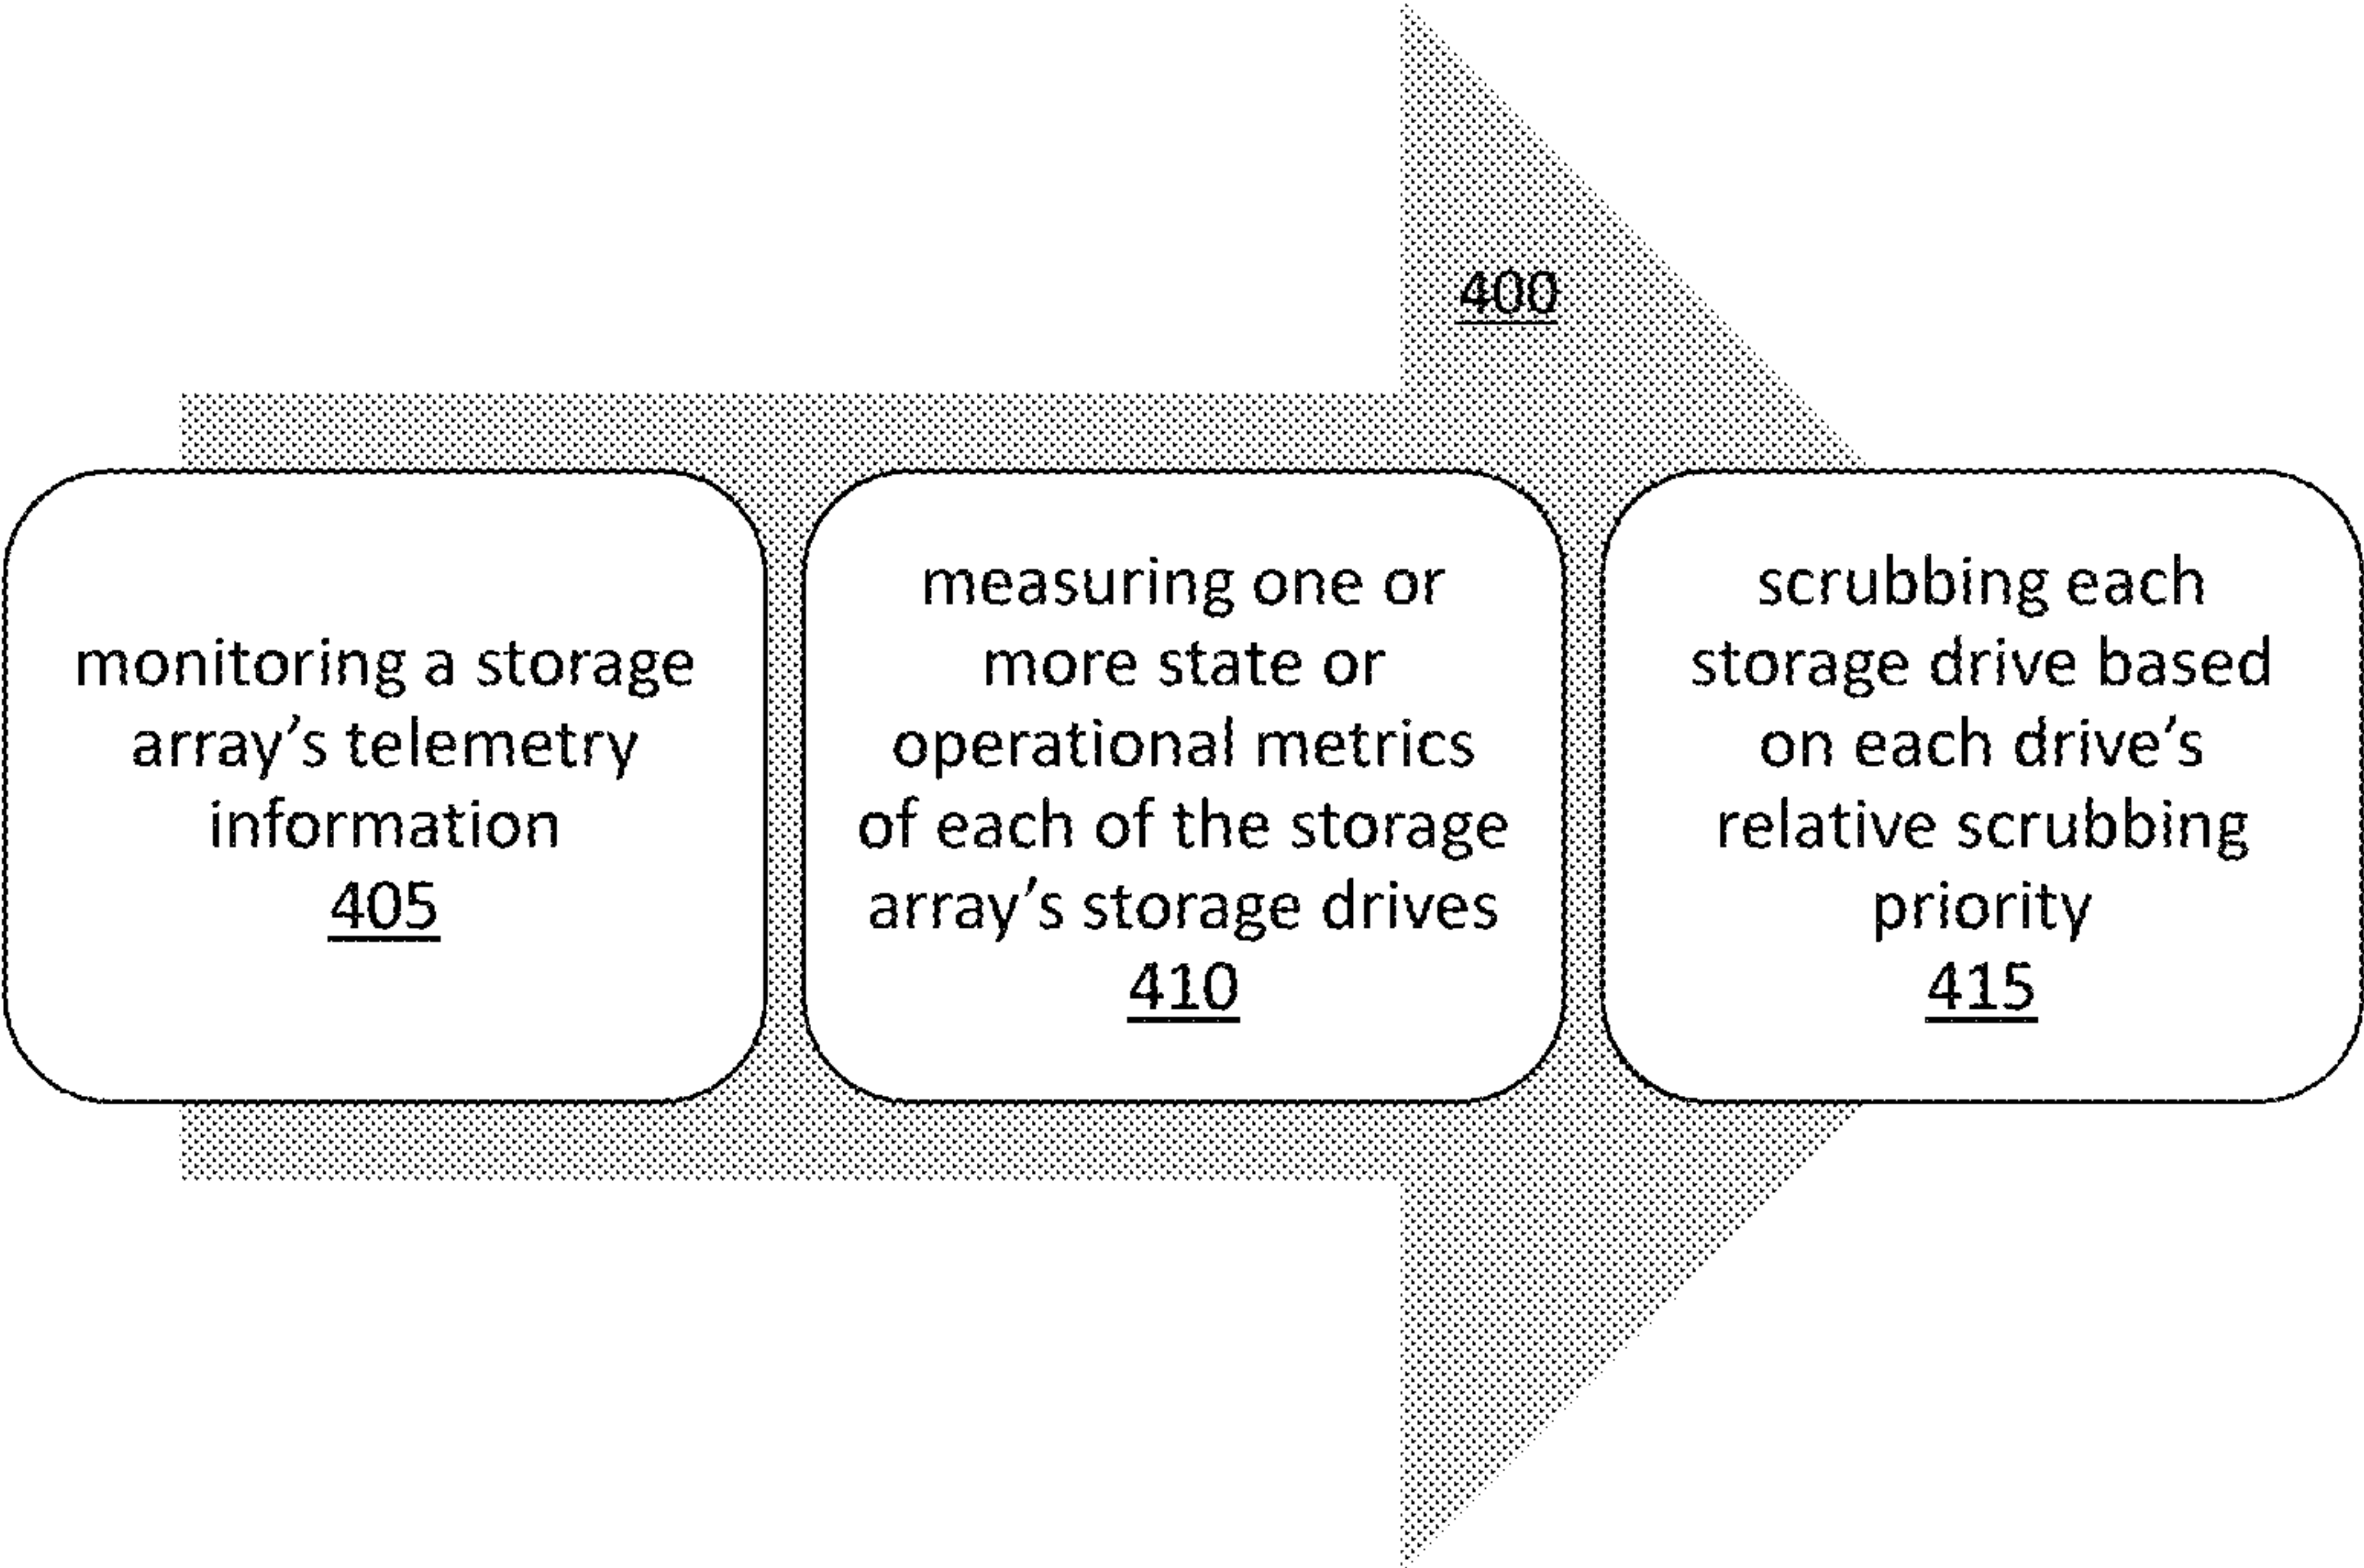 400
monitoring a storage
array’s telemetry
information
405
measuring one or
more state or
operational metrics
of each of the storage
array’s storage drives
410
scrubbing each
storage drive based
on each drive’s
relative scrubbing
priority
415